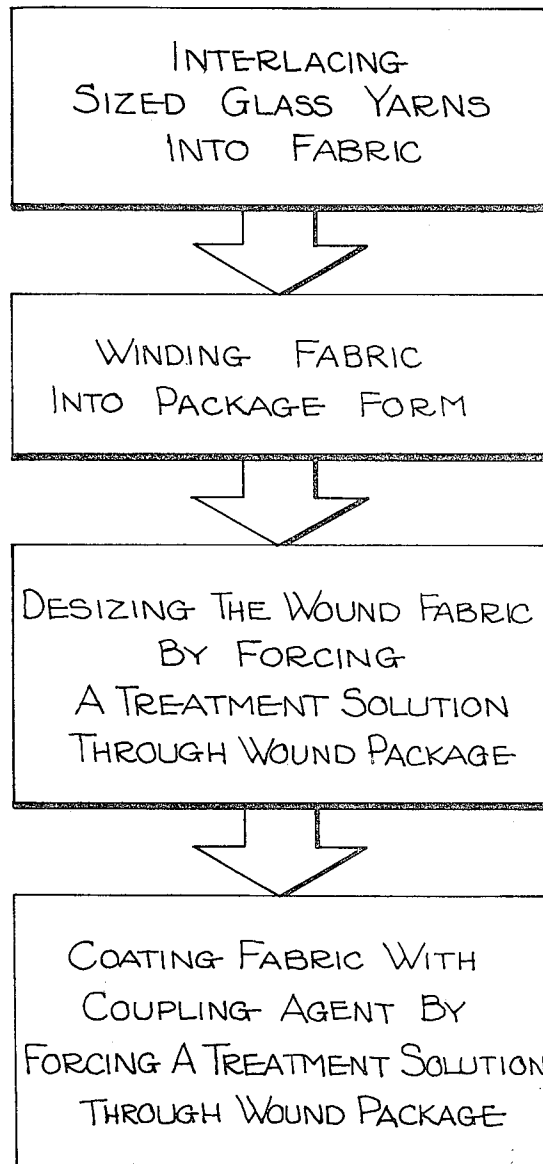 INTERLACING
SIZED GLASS YARNS
INTO FABRIC
WINDING FABRIC
INTO PACKAGE FORM
DESIZING THE WOUND FABRIC
BY FORCING
A TREATMENT SOLUTION
THROUGH WOUND PACKAGE
COATING FABRIC WITH
COUPLING AGENT BY
FORCING A TREATMENT SOLUTION
THROUGH WOUND PACKAGE